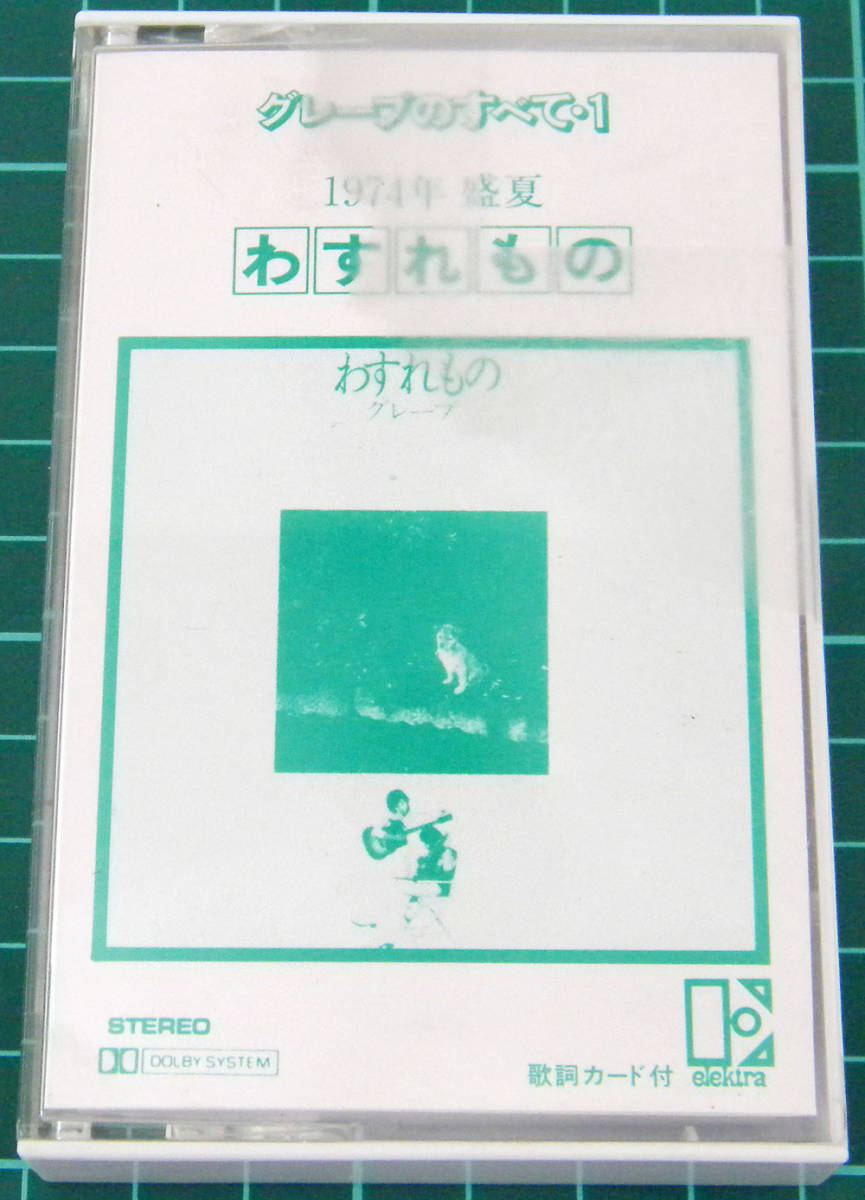 グレープのすべて・1
1974年 盛夏
わすれもの
わすれもの
グレープ
STEREO
DOLBY SYSTEM
歌詞カード付
elektra